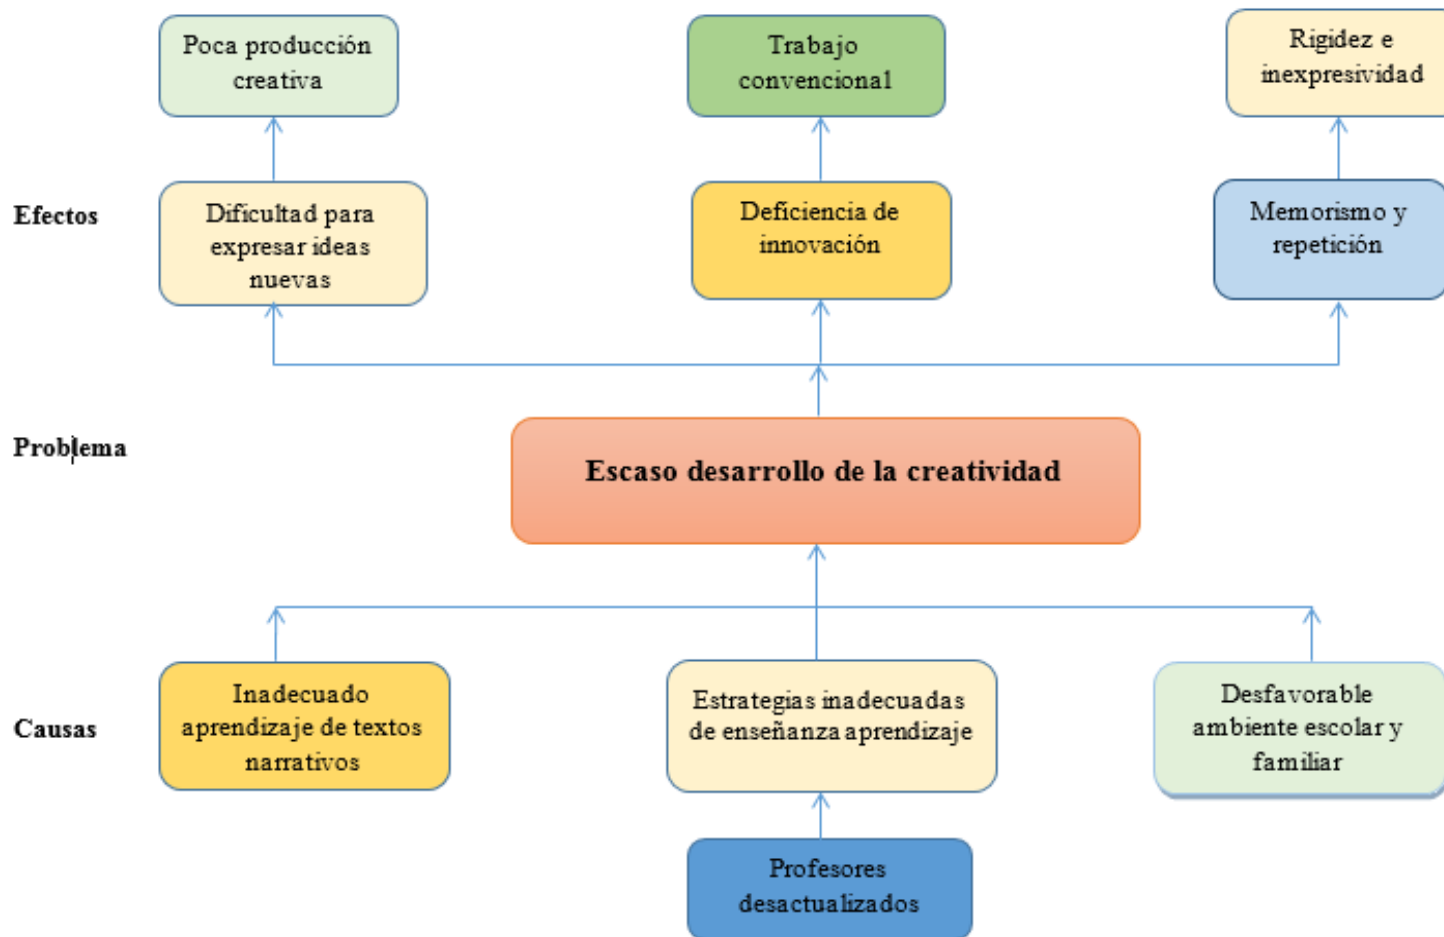 Poca producción
creativa
Trabajo
convencional
Rigidez e
inexpresividad
Efectos
Dificultad para
expresar ideas
nuevas
Deficiencia de
innovación
Memorismo y
repetición
Problema
Escaso desarrollo de la creatividad
Causas
Inadecuado
aprendizaje de textos
narrativos
Estrategias inadecuadas
de enseñanza aprendizaje
Desfavorable
ambiente escolar y
familiar
Profesores
desactualizados